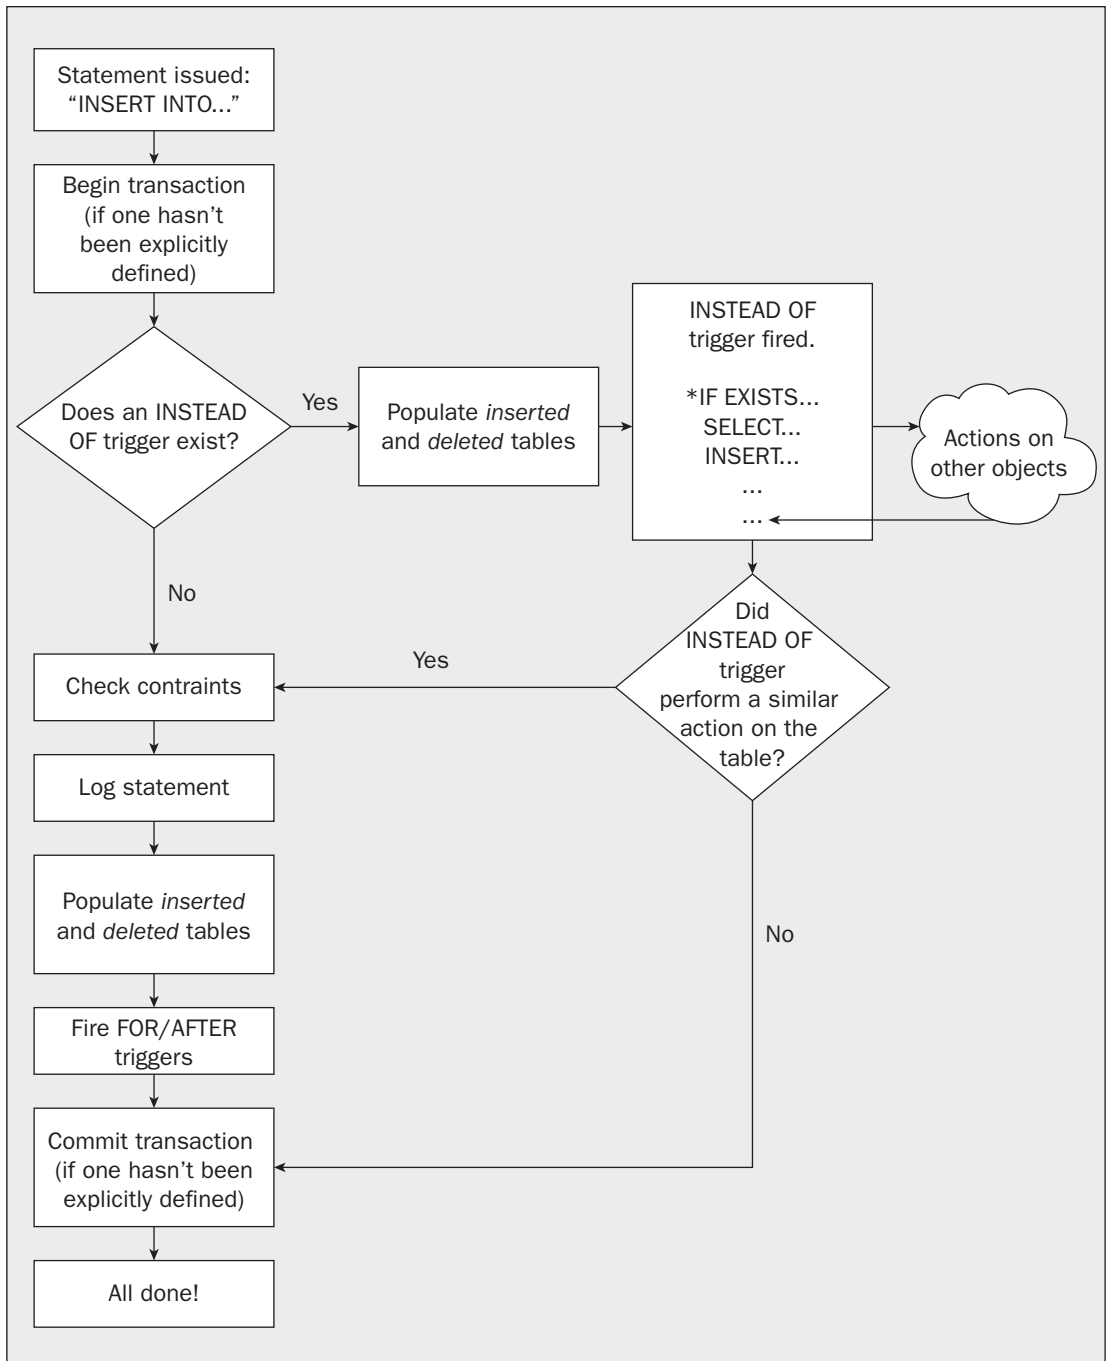 Statement issued:
“INSERT INTO...”
Begin transaction
(if one hasn’t
been explicitly
defined)
Does an INSTEAD
OF trigger exist?
Yes
Populate inserted
and deleted tables
INSTEAD OF
trigger fired.
*IF EXISTS...
SELECT...
INSERT...
...
...
Actions on
other objects
No
Did
INSTEAD OF
trigger
perform a similar
action on the
table?
Yes
No
Check contraints
Log statement
Populate inserted
and deleted tables
Fire FOR/AFTER
triggers
Commit transaction
(if one hasn’t been
explicitly defined)
All done!